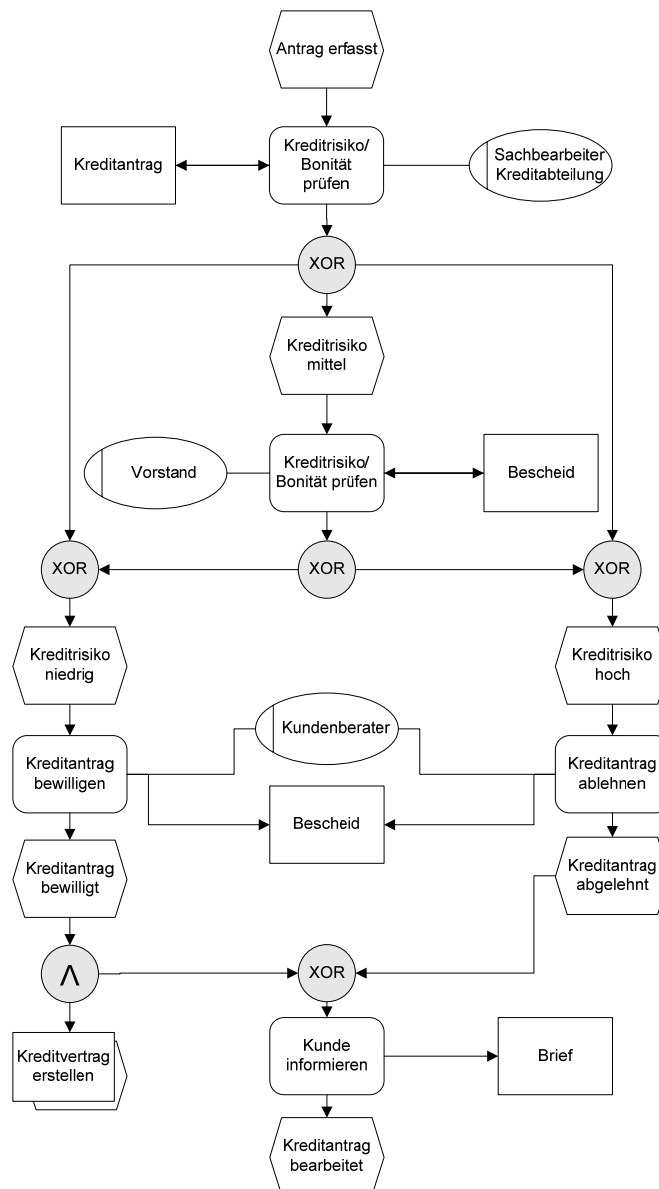 Antrag erfasst
Kreditantrag
Kreditrisiko/
Bonität
prüfen
Sachbearbeiter
Kreditabteilung
XOR
Kreditrisiko
mittel
Vorstand
Kreditrisiko/
Bonität prüfen
Bescheid
XOR
XOR
XOR
Kreditrisiko
niedrig
Kreditrisiko
hoch
Kundenberater
Kreditantrag
bewilligen
Kreditantrag
ablehnen
Bescheid
Kreditantrag
bewilligt
Kreditantrag
abgelehnt
Λ
XOR
Kreditvertrag
erstellen
Kunde
informieren
Brief
Kreditantrag
bearbeitet